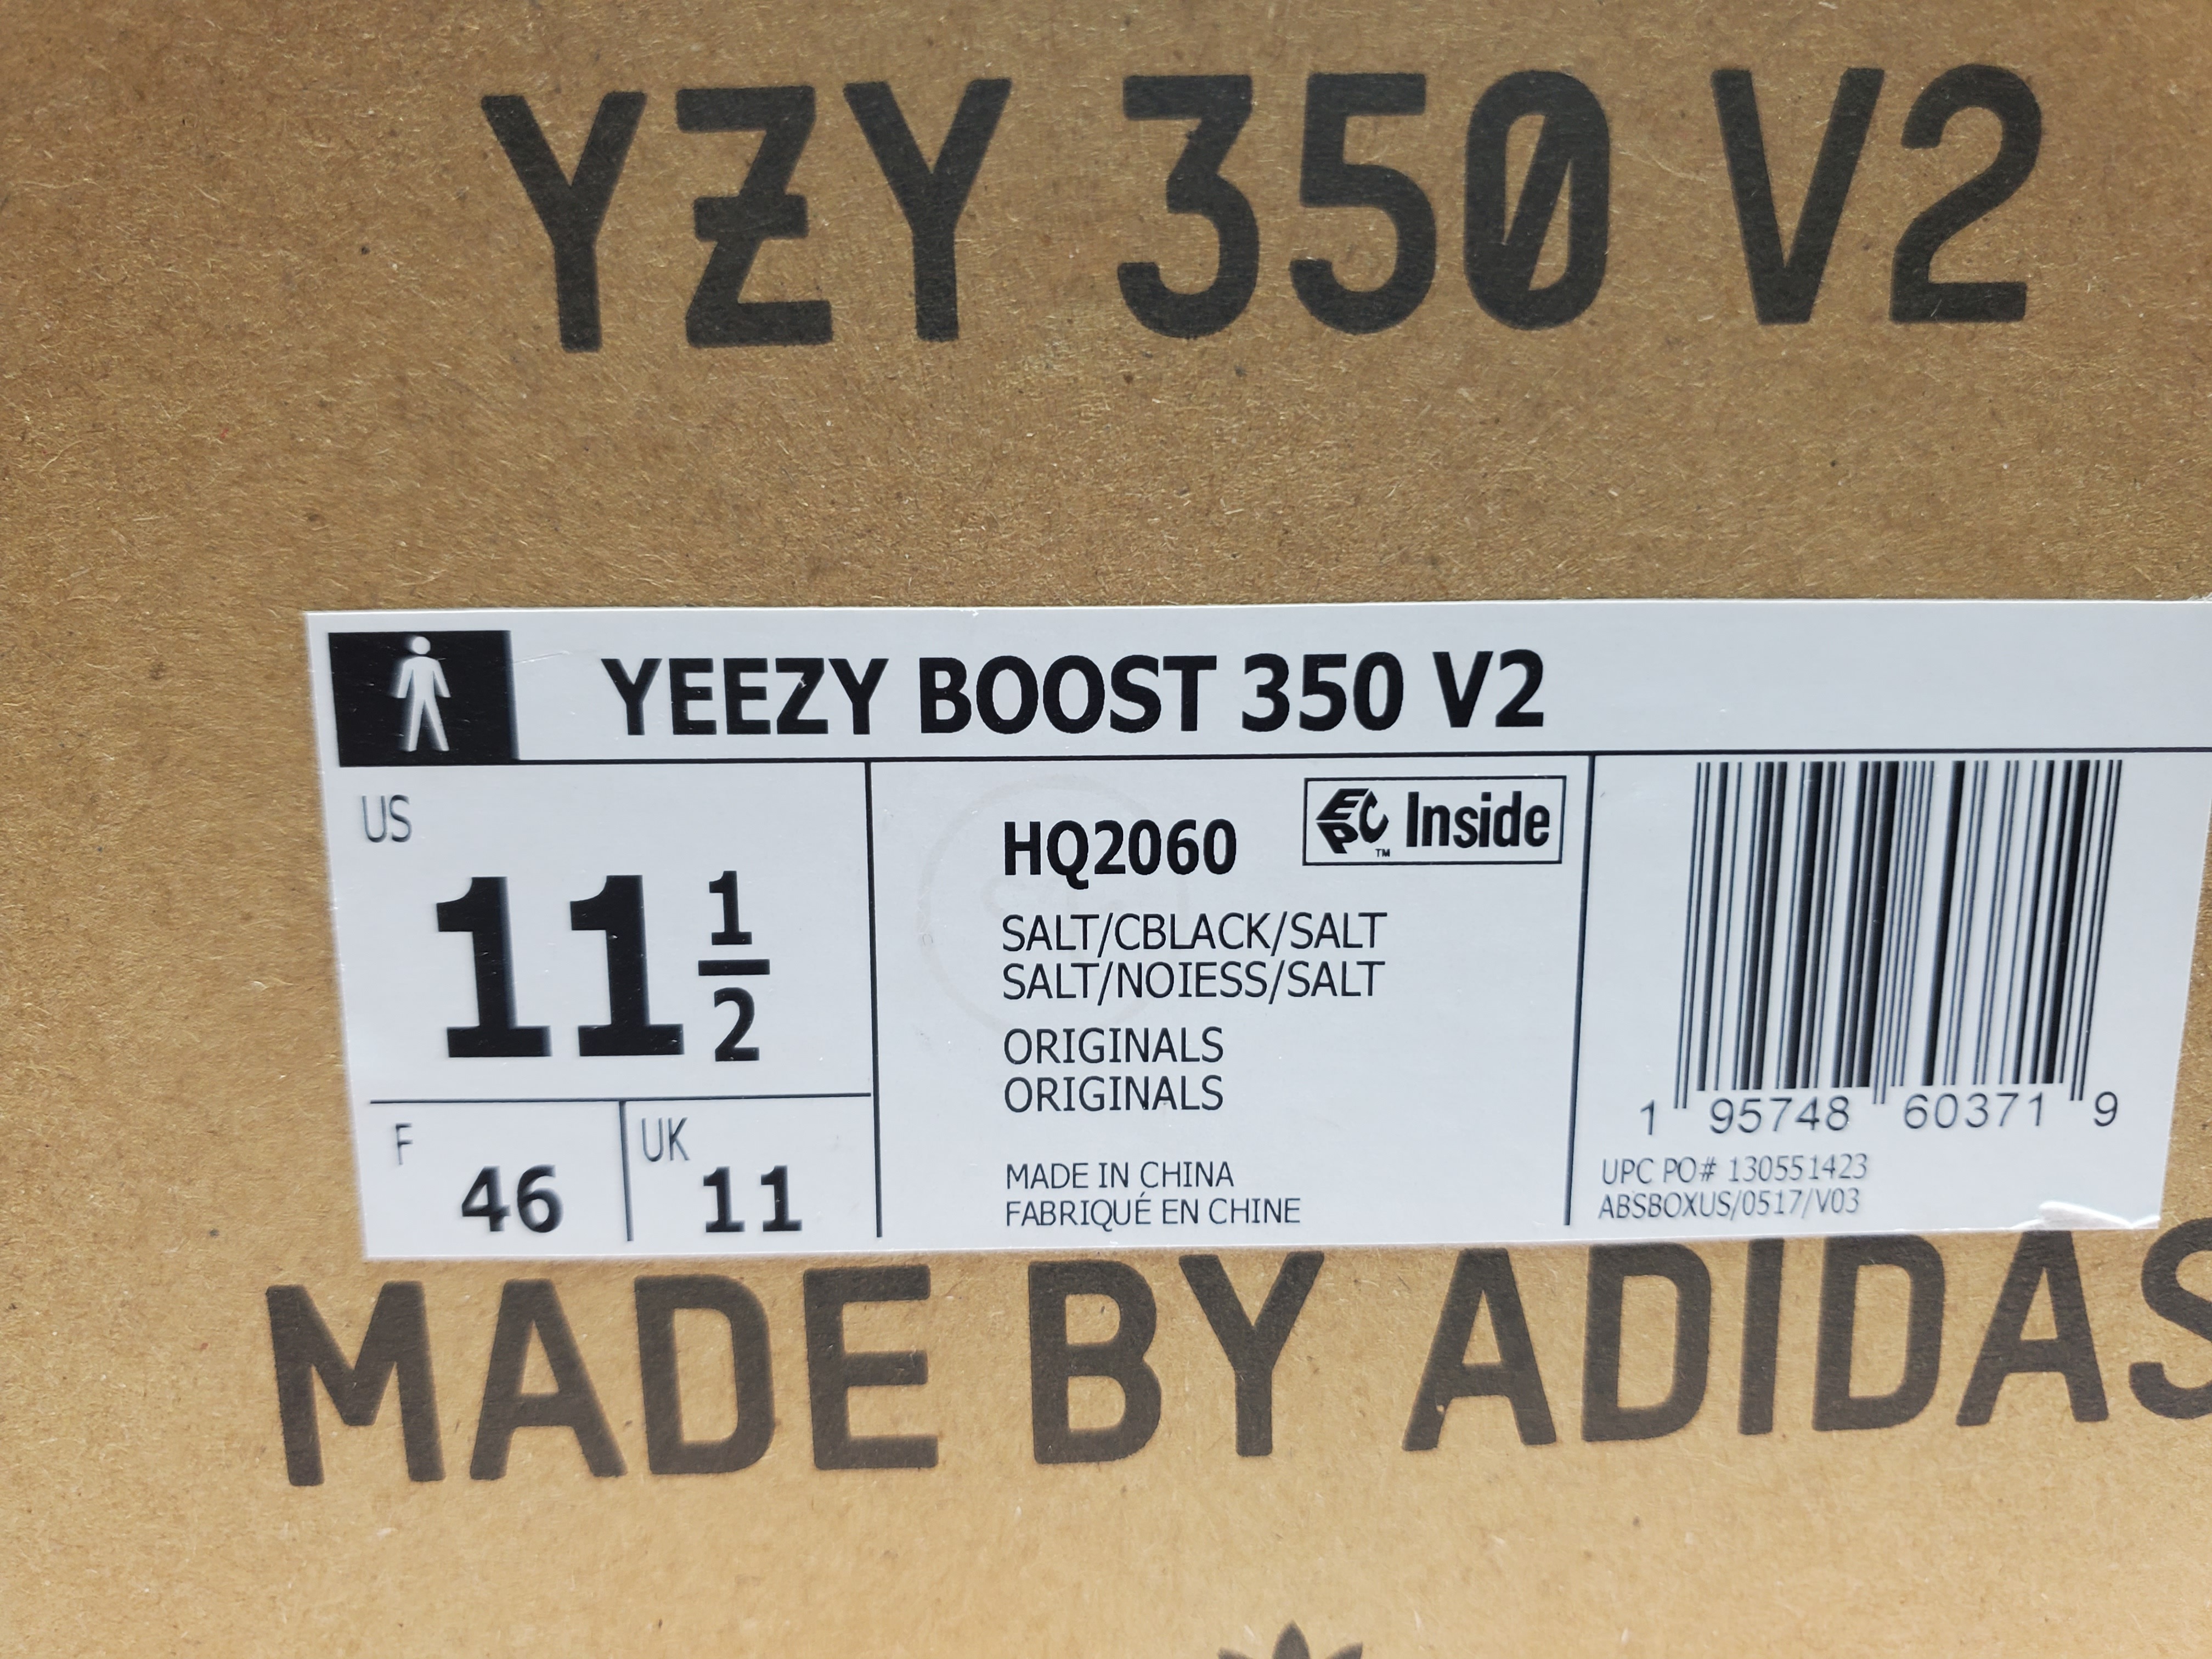 YZY 350 V2
YEEZY BOOST 350 V2
US
11 1/2
F 46
UK 11
HQ2060
EPC™ Inside
SALT/CBLACK/SALT
SALT/NOIESS/SALT
ORIGINALS
ORIGINALS
MADE IN CHINA
FABRIQUÉ EN CHINE
1 95748 60371 9
UPC PO# 130551423
ABSBOXUS/0517/V03
MADE BY ADIDAS